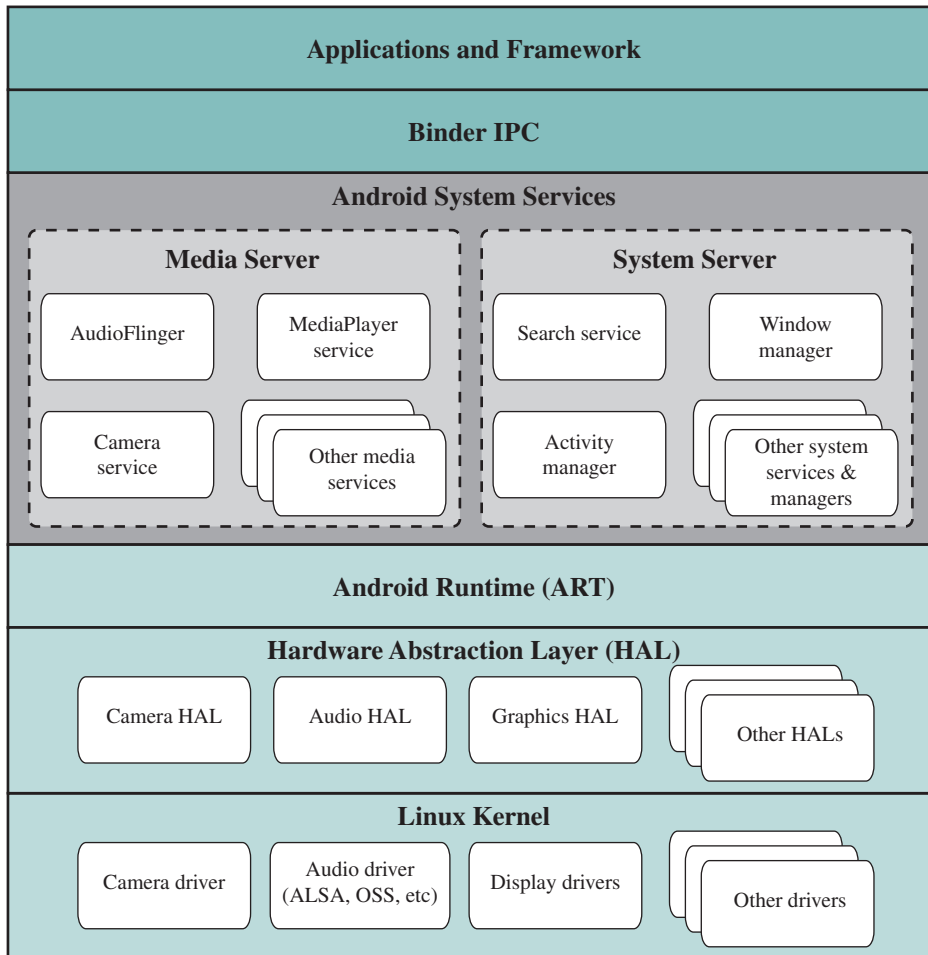 Applications and Framework
Binder IPC
Android System Services
Media Server
AudioFlinger
MediaPlayer
service
Camera
service
Other media
services
System Server
Search service
Window
manager
Activity
manager
Other system
services &
managers
Android Runtime (ART)
Hardware Abstraction Layer (HAL)
Camera HAL
Audio HAL
Graphics HAL
Other HALs
Linux Kernel
Camera driver
Audio driver
(ALSA, OSS, etc)
Display drivers
Other drivers